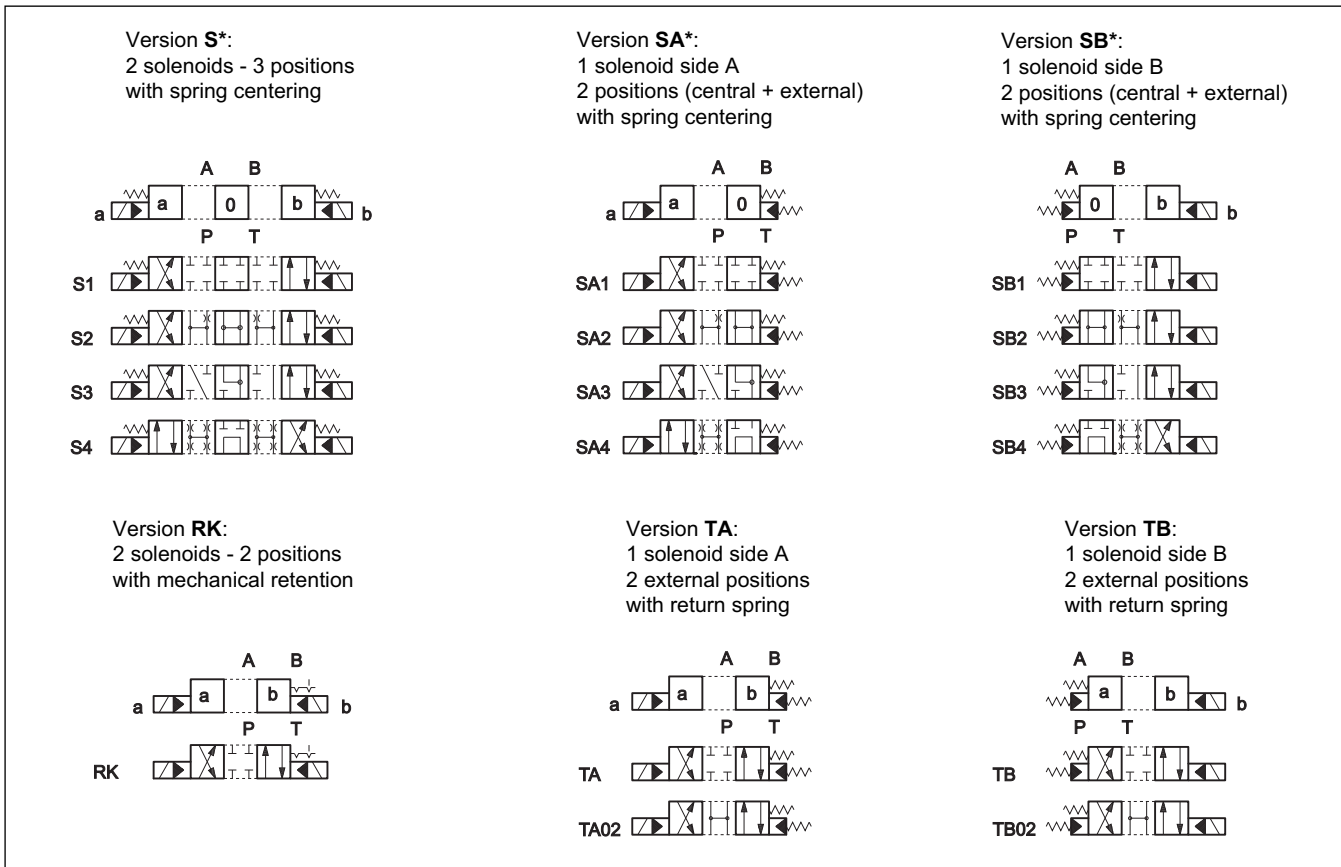 Version S*:
2 solenoids - 3 positions
with spring centering
A B
a a 0 b b
P T
S1
S2
S3
S4
Version SA*:
1 solenoid side A
2 positions (central + external)
with spring centering
A B
a a 0
P T
SA1
SA2
SA3
SA4
Version SB*:
1 solenoid side B
2 positions (central + external)
with spring centering
A B
0 b b
P T
SB1
SB2
SB3
SB4
Version RK:
2 solenoids - 2 positions
with mechanical retention
A B
a a b b
P T
RK
Version TA:
1 solenoid side A
2 external positions
with return spring
A B
a a b
P T
TA
TA02
Version TB:
1 solenoid side B
2 external positions
with return spring
A B
a b b
P T
TB
TB02